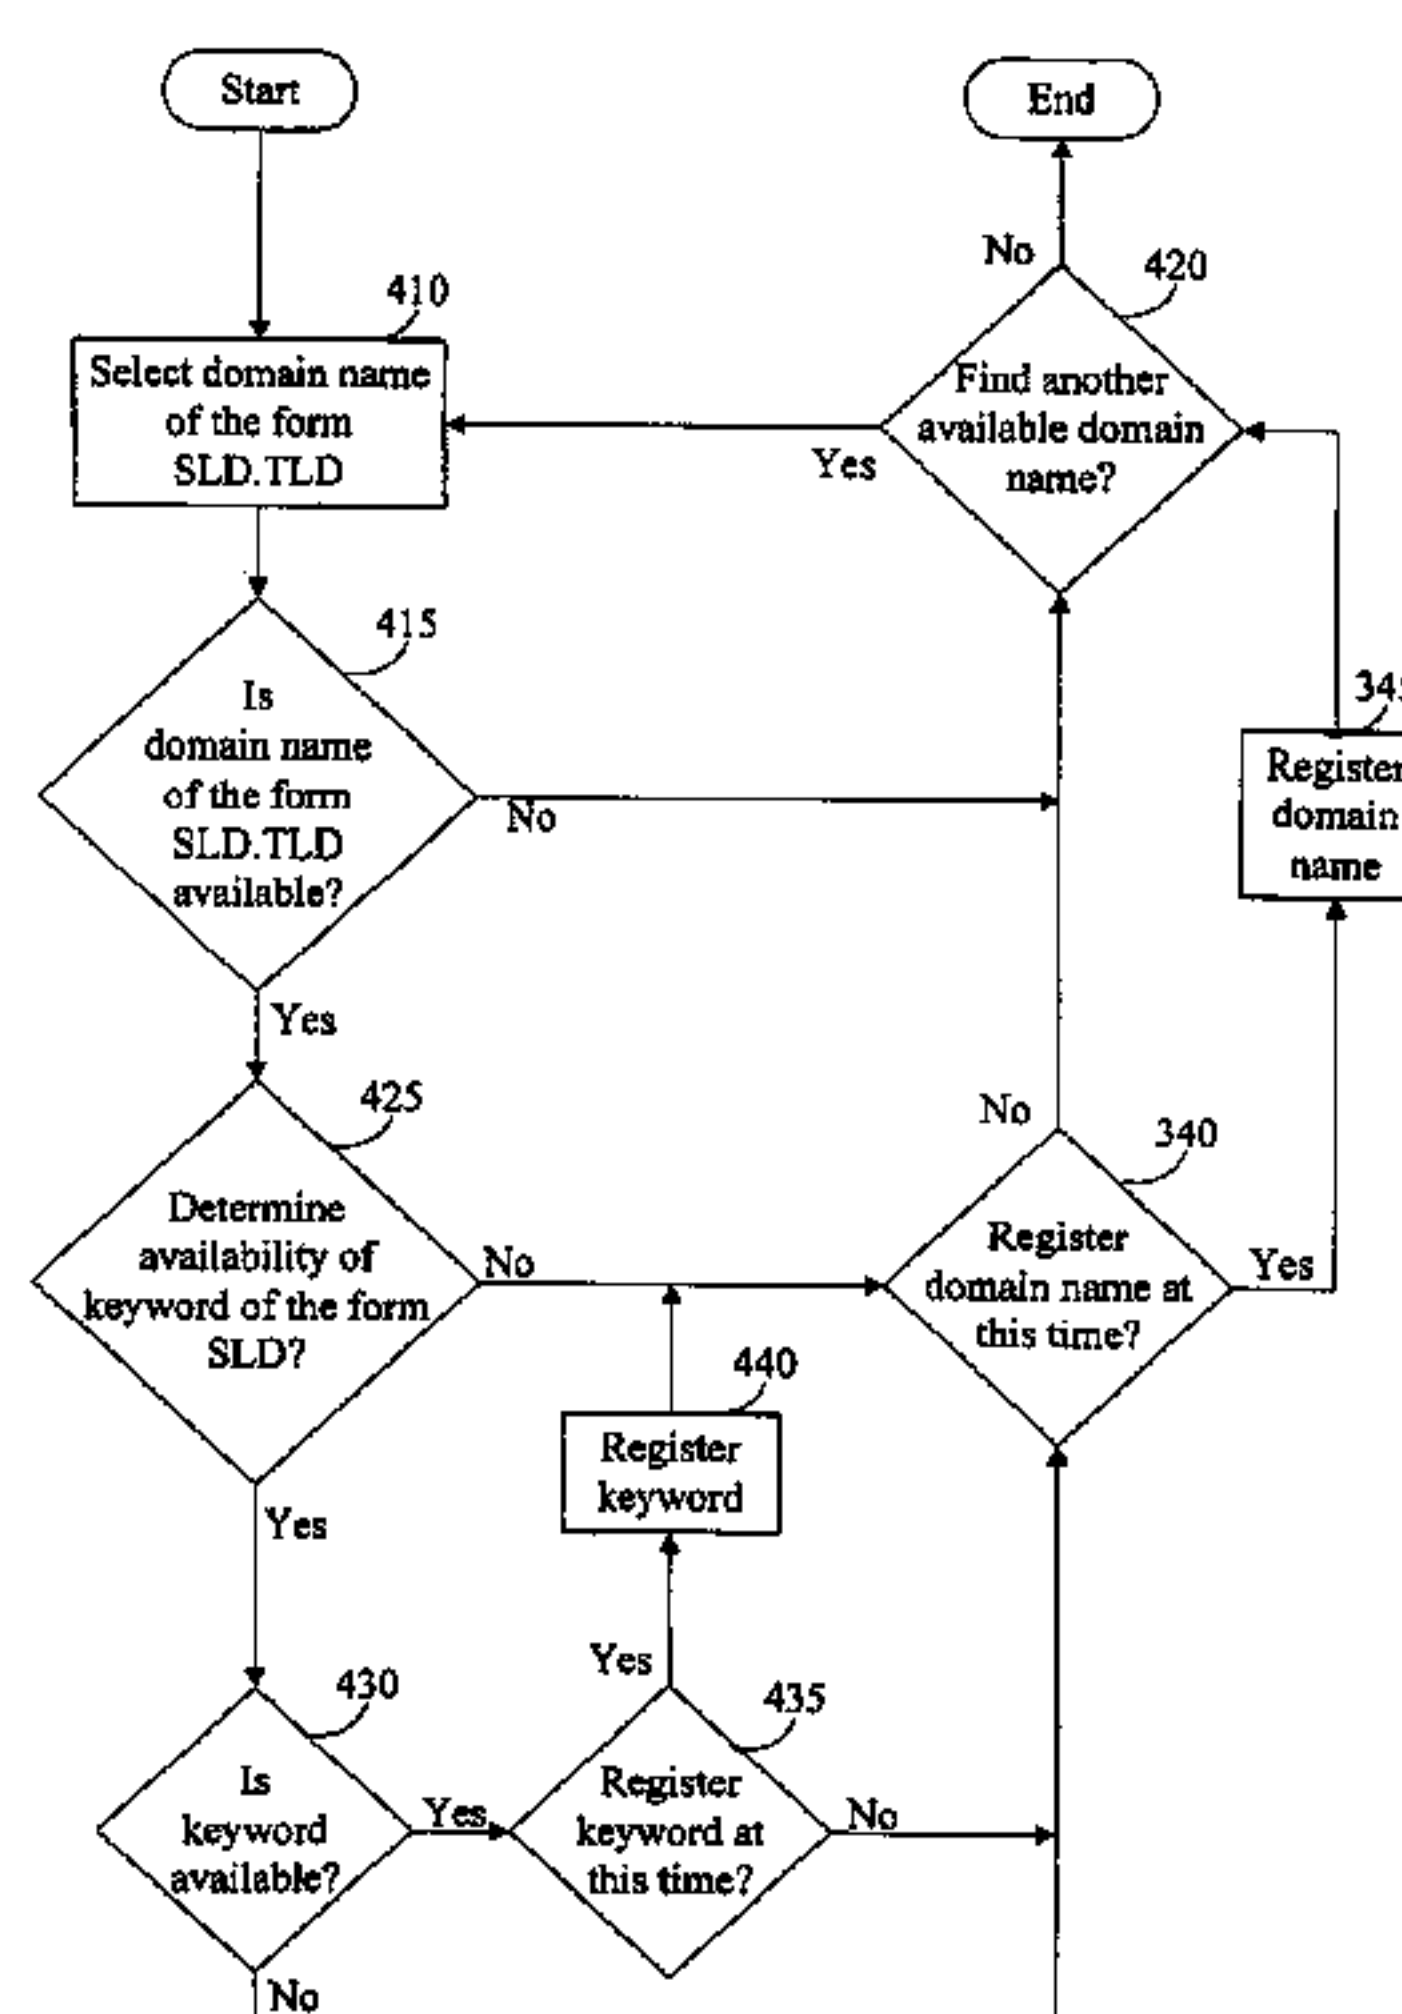 Start
End
No
420
410
Select domain name
of the form
SLD.TLD
Find another
available domain
name?
Yes
415
Is
domain name
of the form
SLD.TLD
available?
No
Register
domain
name
Yes
425
Determine
availability of
keyword of the form
SLD?
No
No
340
Register
domain name at
this time?
Yes
440
Register
keyword
Yes
Yes
430
Is
keyword
available?
Yes
435
Register
keyword at
this time?
No
No